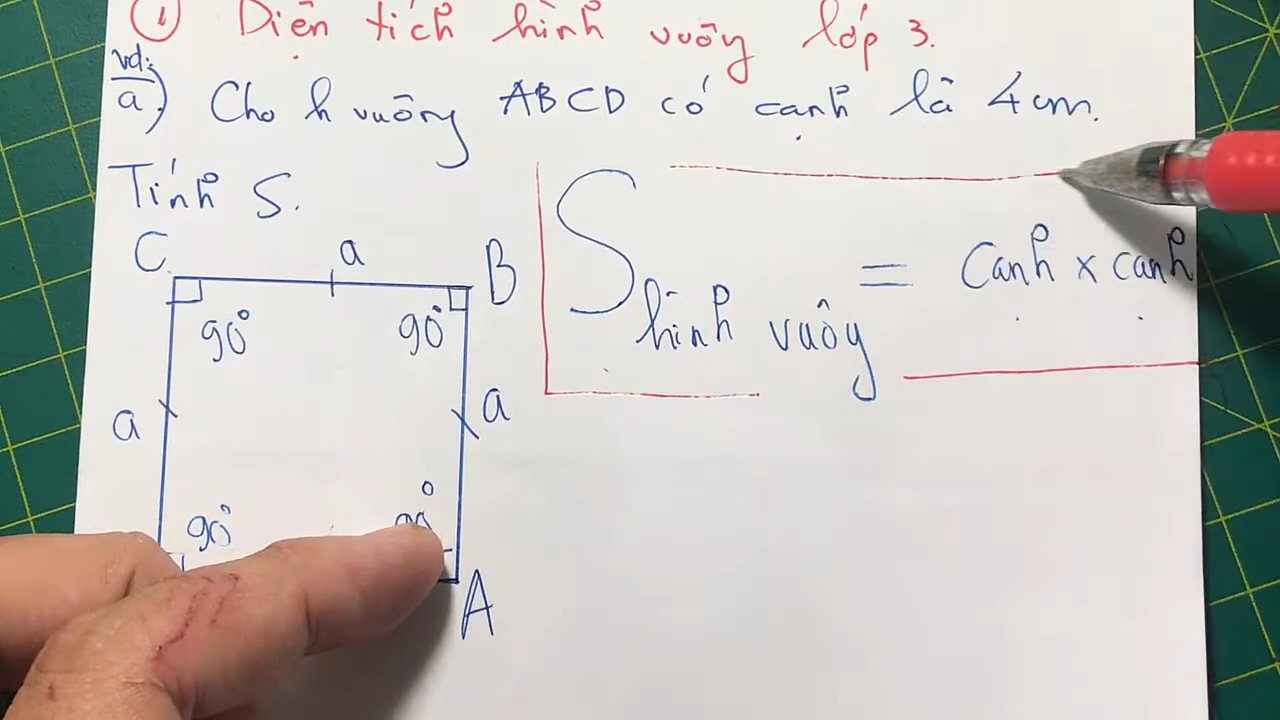 ① Diện tích hình vuông lớp 3.
vd:
a) Cho h vuông ABCD có cạnh là 4cm.
Tính S.
S hình vuông = cạnh x cạnh
C a B
90° 90°
a a
90° 90°
A